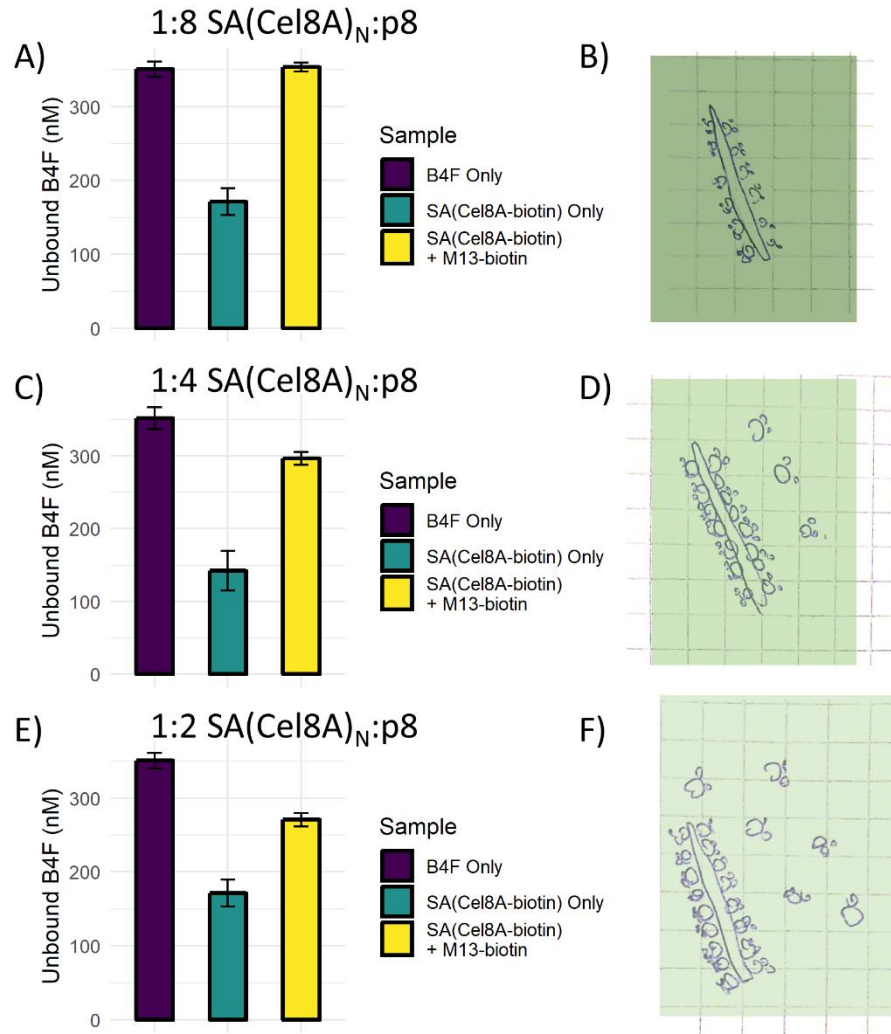 1:8 SA(Cel8A)N:p8
A)
Unbound B4F (nM)
300
200
100
0
Sample
B4F Only
SA(Cel8A-biotin) Only
SA(Cel8A-biotin)
+ M13-biotin
B)
1:4 SA(Cel8A)N:p8
C)
Unbound B4F (nM)
300
200
100
0
Sample
B4F Only
SA(Cel8A-biotin) Only
SA(Cel8A-biotin)
+ M13-biotin
D)
1:2 SA(Cel8A)N:p8
E)
Unbound B4F (nM)
300
200
100
0
Sample
B4F Only
SA(Cel8A-biotin) Only
SA(Cel8A-biotin)
+ M13-biotin
F)